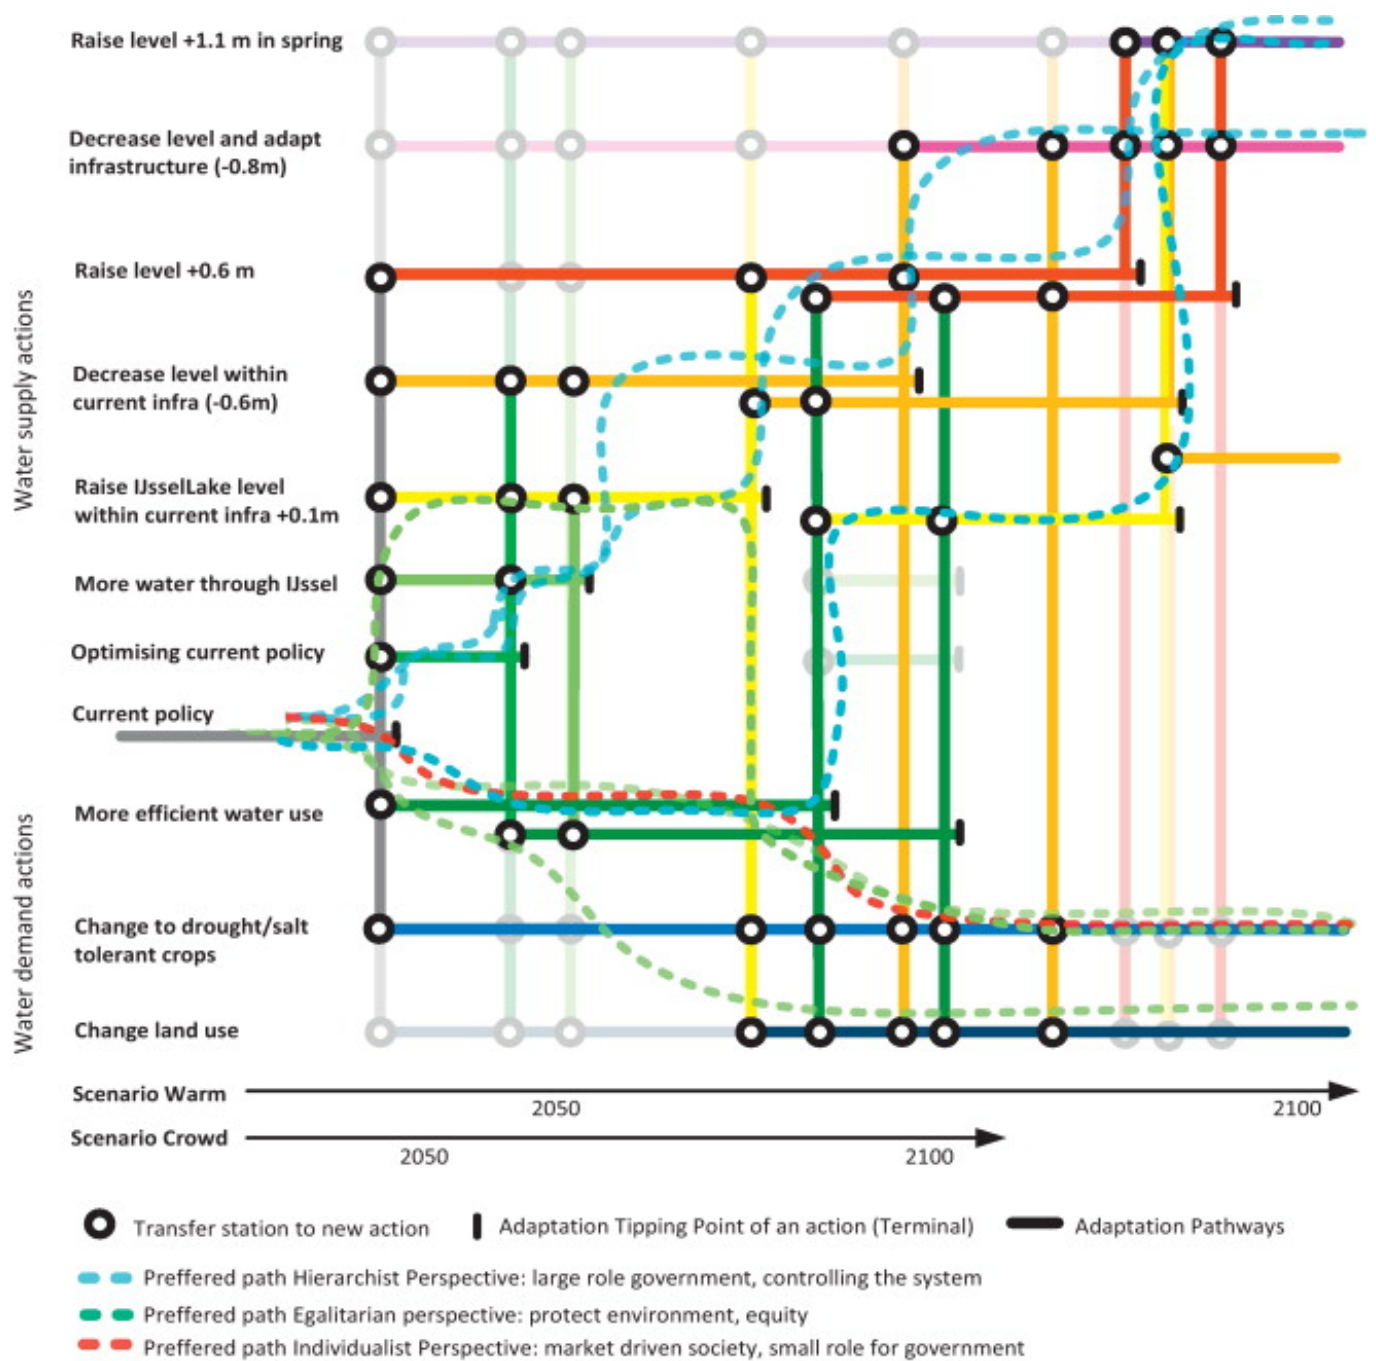 Raise level +1.1 m in spring
Decrease level and adapt
infrastructure (-0.8m)
Raise level +0.6 m
Decrease level within
current infra (-0.6m)
Raise IJsselLake level
within current infra +0.1m
More water through IJssel
Optimising current policy
Current policy
More efficient water use
Change to drought/salt
tolerant crops
Change land use
Water supply actions
Water demand actions
Scenario Warm
2050
2100
Scenario Crowd
2050
2100
Transfer station to new action
Adaptation Tipping Point of an action (Terminal)
Adaptation Pathways
Preffered path Hierarchist Perspective: large role government, controlling the system
Preffered path Egalitarian perspective: protect environment, equity
Preffered path Individualist Perspective: market driven society, small role for government